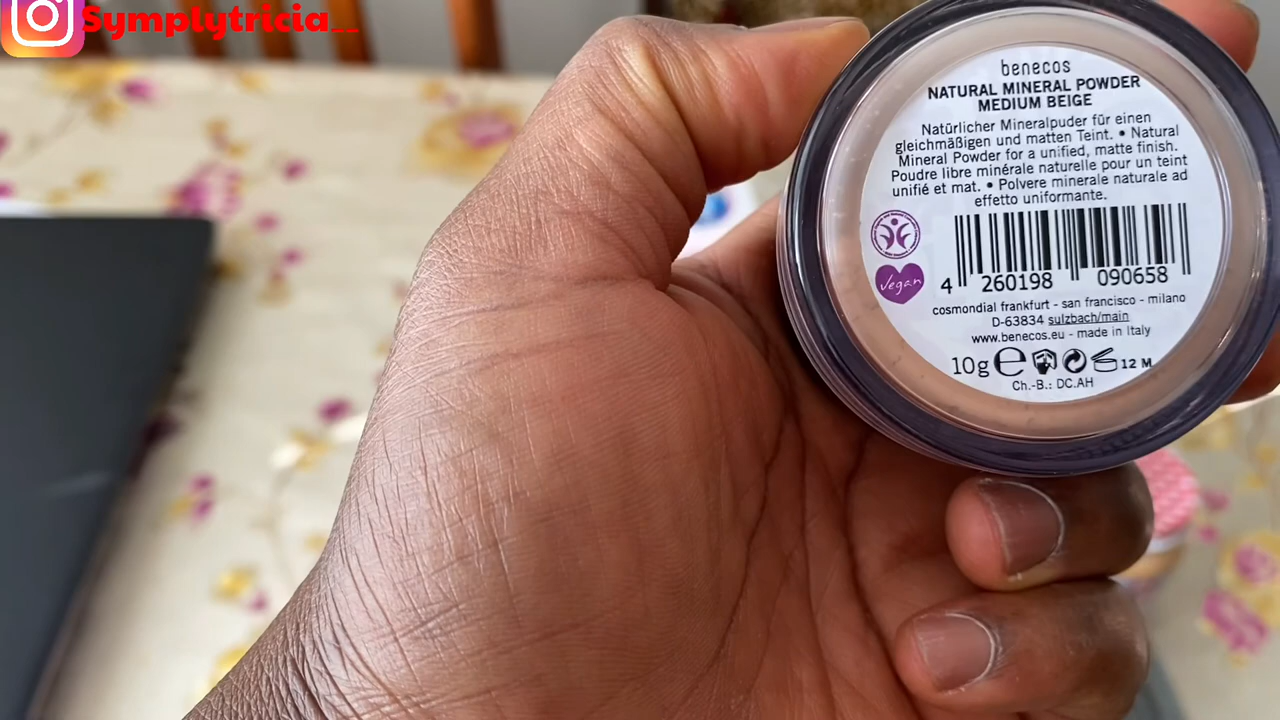 Symplytricia__
benecos
NATURAL MINERAL POWDER
MEDIUM BEIGE
Natürlicher Mineralpuder für einen
gleichmäßigen und matten Teint. • Natural
Mineral Powder for a unified, matte finish.
Poudre libre minérale naturelle pour un teint
unifié et mat. • Polvere minerale naturale ad
effetto uniformante.
vegan
4 260198 090658
cosmondial frankfurt - san francisco - milano
D-63834 sulzbach/main
www.benecos.eu - made in Italy
10g e 12 M
Ch.-B.: DC.AH